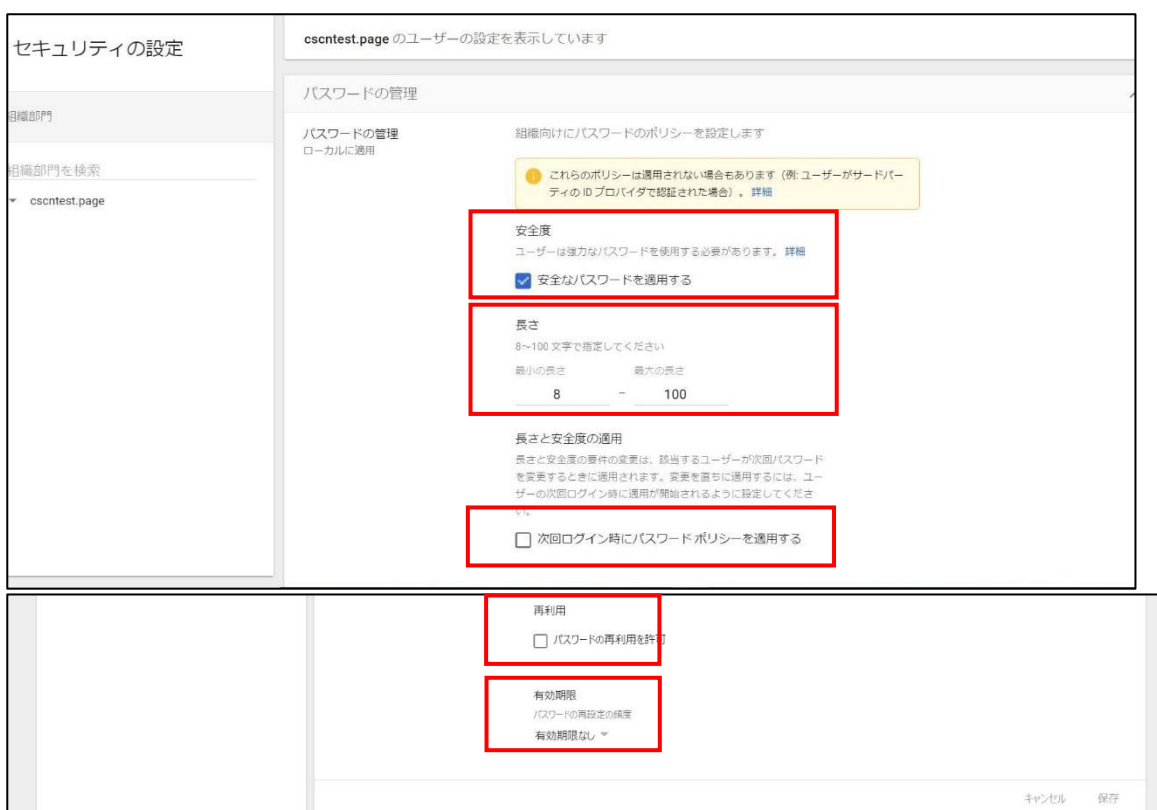 セキュリティの設定
cscntest.page のユーザーの設定を表示しています
組織部門
組織部門を検索
cscntest.page
パスワードの管理
パスワードの管理
ローカルに適用
組織向けにパスワードのポリシーを設定します
これらのポリシーは適用されない場合もあります（例: ユーザーがサードパー
ティの ID プロバイダで認証された場合）。 詳細
安全度
ユーザーは強力なパスワードを使用する必要があります。 詳細
安全なパスワードを適用する
長さ
8～100 文字で指定してください
最小の長さ 最大の長さ
8 － 100
長さと安全度の適用
長さと安全度の要件の変更は、該当するユーザーが次回パスワード
を変更するときに適用されます。変更を直ちに適用するには、ユー
ザーの次回ログイン時に適用が開始されるように設定してくださ
い。
次回ログイン時にパスワード ポリシーを適用する
再利用
パスワードの再利用を許可
有効期限
パスワードの再設定の頻度
有効期限なし
キャンセル 保存